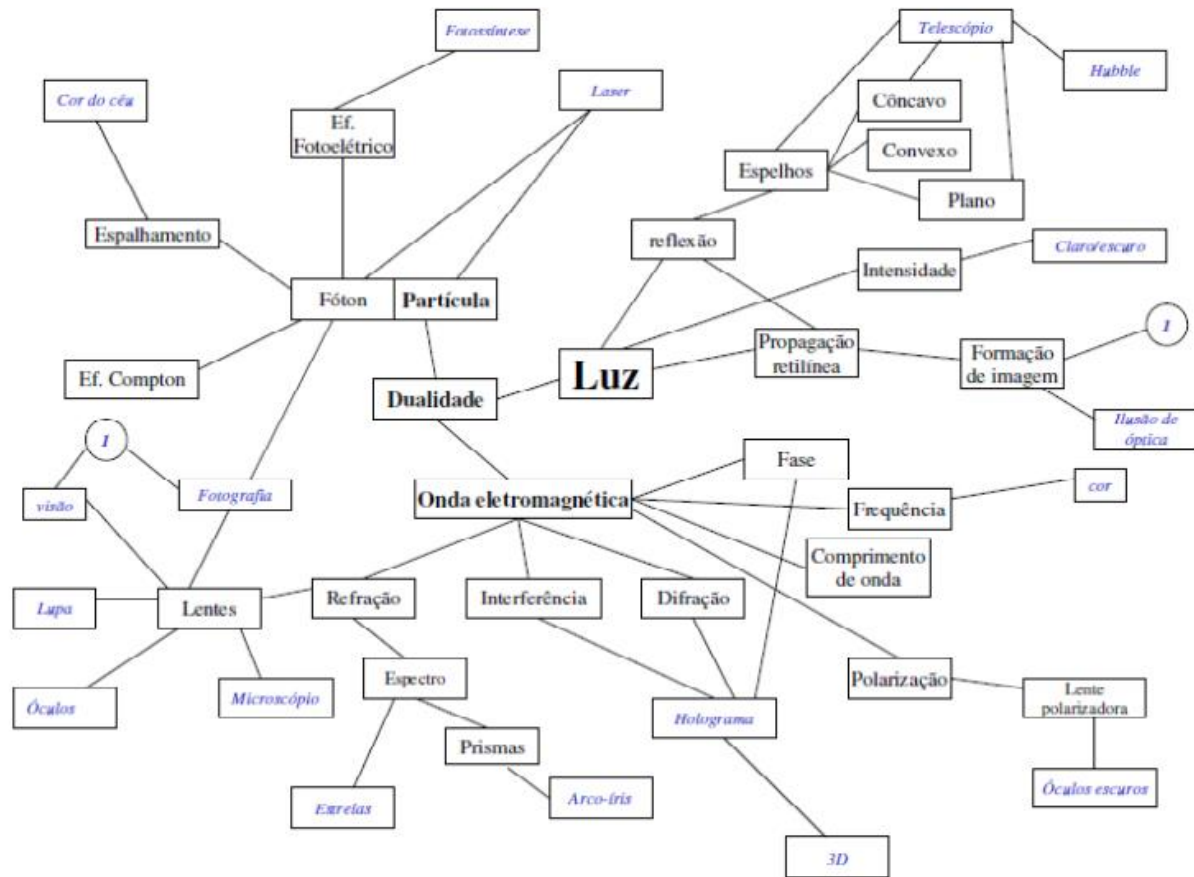 Fotossíntese
Telescópio
Hubble
Cor do céu
Laser
Côncavo
Ef.
Fotoelétrico
Convexo
Espelhos
Plano
Espalhamento
reflexão
Claro/escuro
Intensidade
Fóton
Partícula
1
Propagação
retilínea
Formação
de imagem
Luz
Ef. Compton
Dualidade
Ilusão de
óptica
1
Fase
Fotografia
cor
visão
Onda eletromagnética
Frequência
Comprimento
de onda
Lupa
Lentes
Refração
Interferência
Difração
Espectro
Polarização
Lente
polarizadora
Óculos
Microscópio
Holograma
Prismas
Óculos escuros
Estrelas
Arco-íris
3D